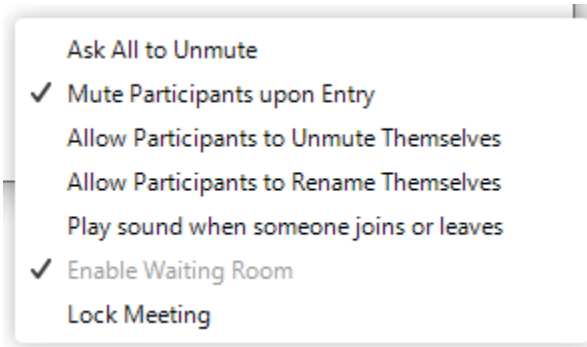 Ask All to Unmute
Mute Participants upon Entry
Allow Participants to Unmute Themselves
Allow Participants to Rename Themselves
Play sound when someone joins or leaves
Enable Waiting Room
Lock Meeting